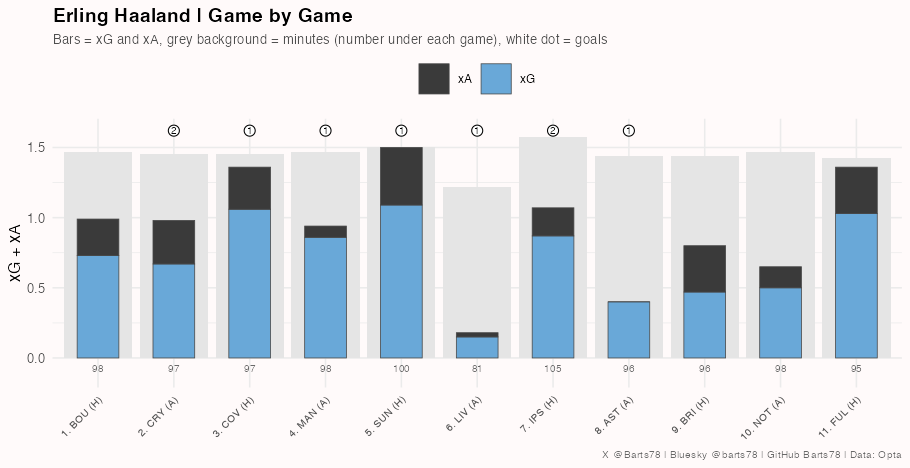 Erling Haaland | Game by Game
Bars = xG and xA, grey background = minutes (number under each game), white dot = goals
xA xG
2 1 1 1 1 2 1
1.5
1.0
0.5
0.0
xG + xA
98 97 97 98 100 81 105 96 96 98 95
1. BOU (H) 2. CRY (A) 3. COV (H) 4. MAN (A) 5. SUN (H) 6. LIV (A) 7. IPS (H) 8. AST (A) 9. BRI (H) 10. NOT (A) 11. FUL (H)
X @Barts78 | Bluesky @barts78 | GitHub Barts78 | Data: Opta